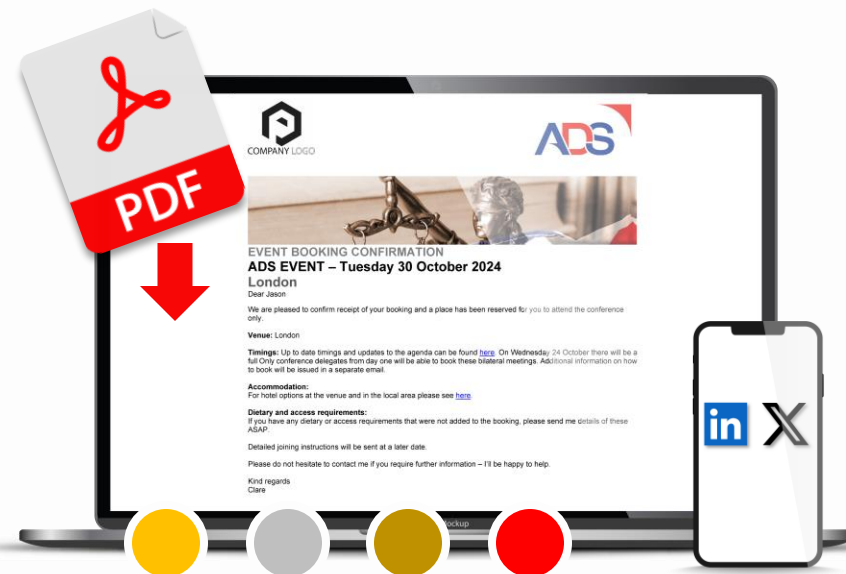 PDF
COMPANY LOGO
ADS
EVENT BOOKING CONFIRMATION
ADS EVENT – Tuesday 30 October 2024
London
Dear Jason
We are pleased to confirm receipt of your booking and a place has been reserved for you to attend the conference
only.
Venue: London
Timings: Up to date timings and updates to the agenda can be found here. On Wednesday 24 October there will be a
full Only conference delegates from day one will be able to book these bilateral meetings. Additional information on how
to book will be issued in a separate email.
Accommodation:
For hotel options at the venue and in the local area please see here.
Dietary and access requirements:
If you have any dietary or access requirements that were not added to the booking, please send me details of these
ASAP.
Detailed joining instructions will be sent at a later date.
Please do not hesitate to contact me if you require further information – I'll be happy to help.
Kind regards
Clare
in X